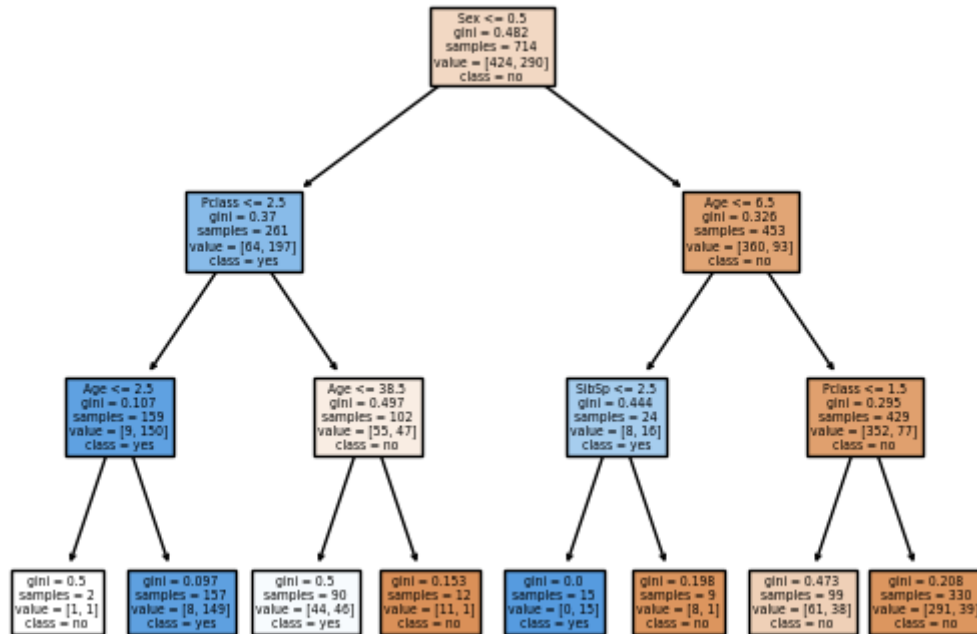 Sex <= 0.5
gini = 0.482
samples = 714
value = [424, 290]
class = no
Pclass <= 2.5
gini = 0.37
samples = 261
value = [64, 197]
class = yes
Age <= 6.5
gini = 0.326
samples = 453
value = [360, 93]
class = no
Age <= 2.5
gini = 0.107
samples = 159
value = [9, 150]
class = yes
Age <= 38.5
gini = 0.497
samples = 102
value = [55, 47]
class = no
SibSp <= 2.5
gini = 0.444
samples = 24
value = [8, 16]
class = yes
Pclass <= 1.5
gini = 0.295
samples = 429
value = [352, 77]
class = no
gini = 0.5
samples = 2
value = [1, 1]
class = no
gini = 0.097
samples = 157
value = [8, 149]
class = yes
gini = 0.5
samples = 90
value = [44, 46]
class = yes
gini = 0.153
samples = 12
value = [11, 1]
class = no
gini = 0.0
samples = 15
value = [0, 15]
class = yes
gini = 0.198
samples = 9
value = [8, 1]
class = no
gini = 0.473
samples = 99
value = [61, 38]
class = no
gini = 0.208
samples = 330
value = [291, 39]
class = no